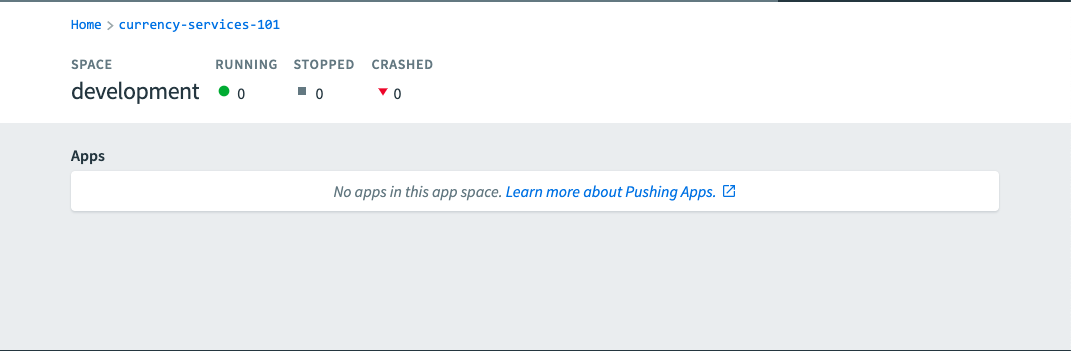 Home > currency-services-101
SPACE RUNNING STOPPED CRASHED
development 0 0 0
Apps
No apps in this app space. Learn more about Pushing Apps.